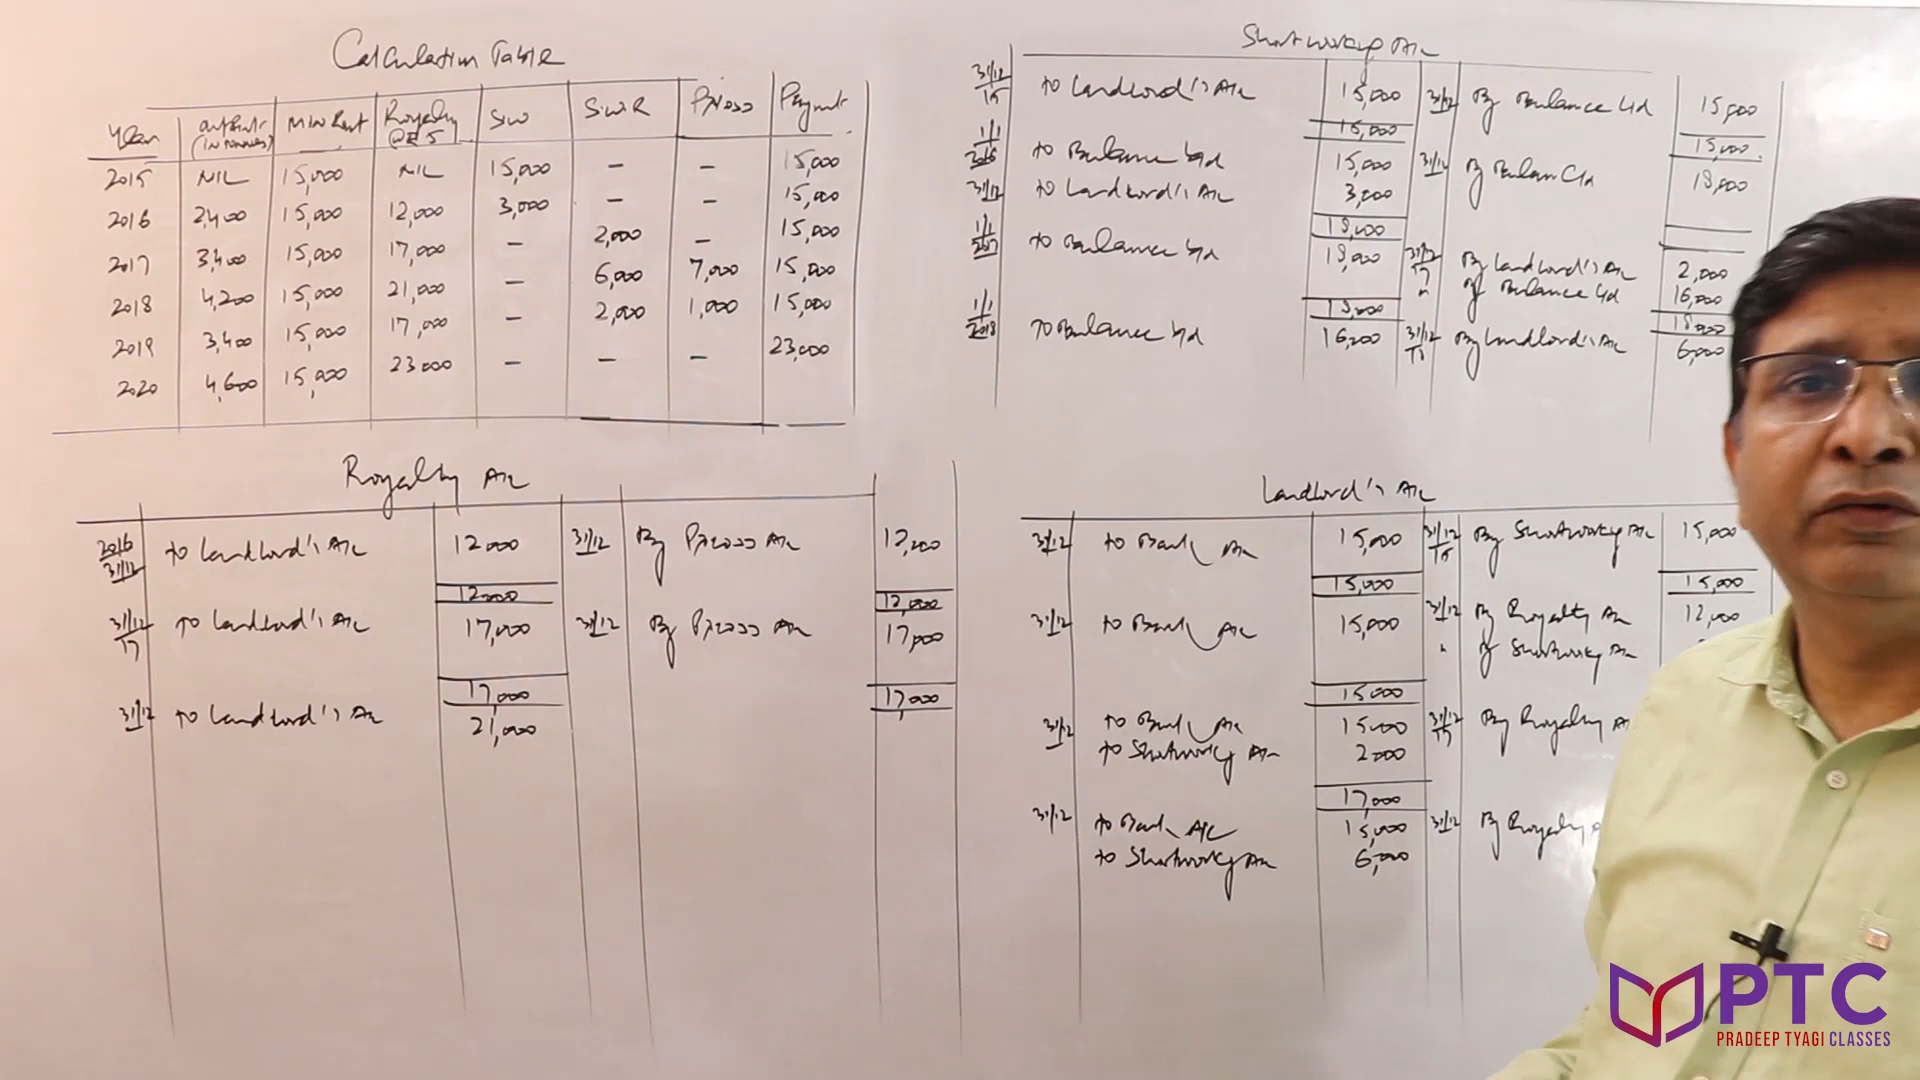 Calculation Table
Year | Output (In tonnes) | Min Rent | Royalty @ ₹ 5 | S.W | S.W.R | P&Loss | Payment
2015 | NIL | 15,000 | NIL | 15,000 | - | - | 15,000
2016 | 2,400 | 15,000 | 12,000 | 3,000 | - | - | 15,000
2017 | 3,400 | 15,000 | 17,000 | - | 2,000 | - | 15,000
2018 | 4,200 | 15,000 | 21,000 | - | 6,000 | 7,000 | 15,000
2019 | 3,400 | 15,000 | 17,000 | - | 2,000 | 1,000 | 15,000
2020 | 4,600 | 15,000 | 23000 | - | - | - | 23,000
Shortworking A/c
31/12/15 To Landlord's A/c 15,000 31/12 By Balance c/d 15,000
15,000 15,000
1/1/2016 To Balance b/d 15,000 31/12 By Balan c/d 18,000
31/12 To Landlord's A/c 3,000
18,000
1/1/2017 To Balance b/d 18,000 31/12/17 By Landlord's A/c 2,000
" By Balance c/d 16,000
18,000 18,000
1/1/2018 To Balance b/d 16,000 31/12/18 By Landlord's A/c 6,000
Royalty A/c
2016 31/12 To Landlord's A/c 12000 31/12 By P&Loss A/c 12,000
12000 12,000
31/12/17 To Landlord's A/c 17,000 31/12 By P&Loss A/c 17,000
17,000 17,000
31/12 To Landlord's A/c 21,000
Landlord's A/c
31/12 To Bank A/c 15,000 31/12/15 By Shortworking A/c 15,000
15,000 15,000
31/12 To Bank A/c 15,000 31/12 By Royalty A/c 12,000
" By Shortworking A/c
15000
31/12 To Bank A/c 15000 31/12/17 By Royalty A/c
To Shortworking A/c 2000
17,000
31/12 To Bank A/c 15,000 31/12 By Royalty A
To Shortworking A/c 6,000
PTC
PRADEEP TYAGI CLASSES